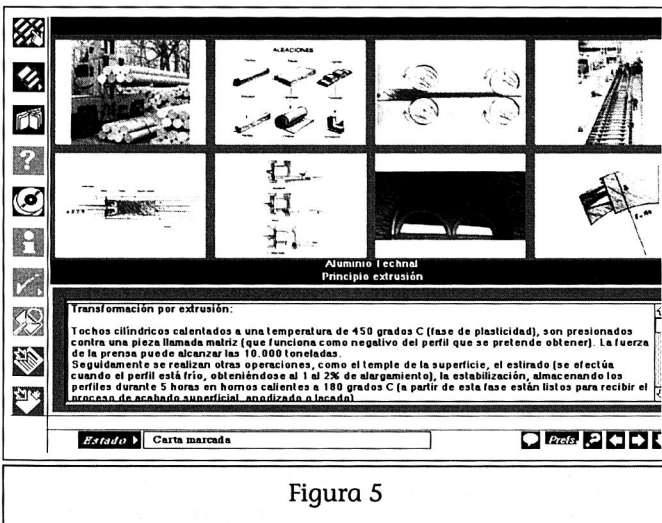 ALEACIONES
Aluminio Technal
Principio extrusión
Transformación por extrusión:
Tochos cilíndricos calentados a una temperatura de 450 grados C (fase de plasticidad), son presionados
contra una pieza llamada matriz (que funciona como negativo del perfil que se pretende obtener). La fuerza
de la prensa puede alcanzar las 10.000 toneladas.
Seguidamente se realizan otras operaciones, como el temple de la superficie, el estirado (se efectúa
cuando el perfil está frío, obteniéndose al 1 al 2% de alargamiento), la estabilización, almacenando los
perfiles durante 5 horas en hornos calientes a 180 grados C (a partir de esta fase están listos para recibir el
proceso de acabado superficial, anodizado o lacado)
Estado
Carta marcada
Prefs.
Figura 5